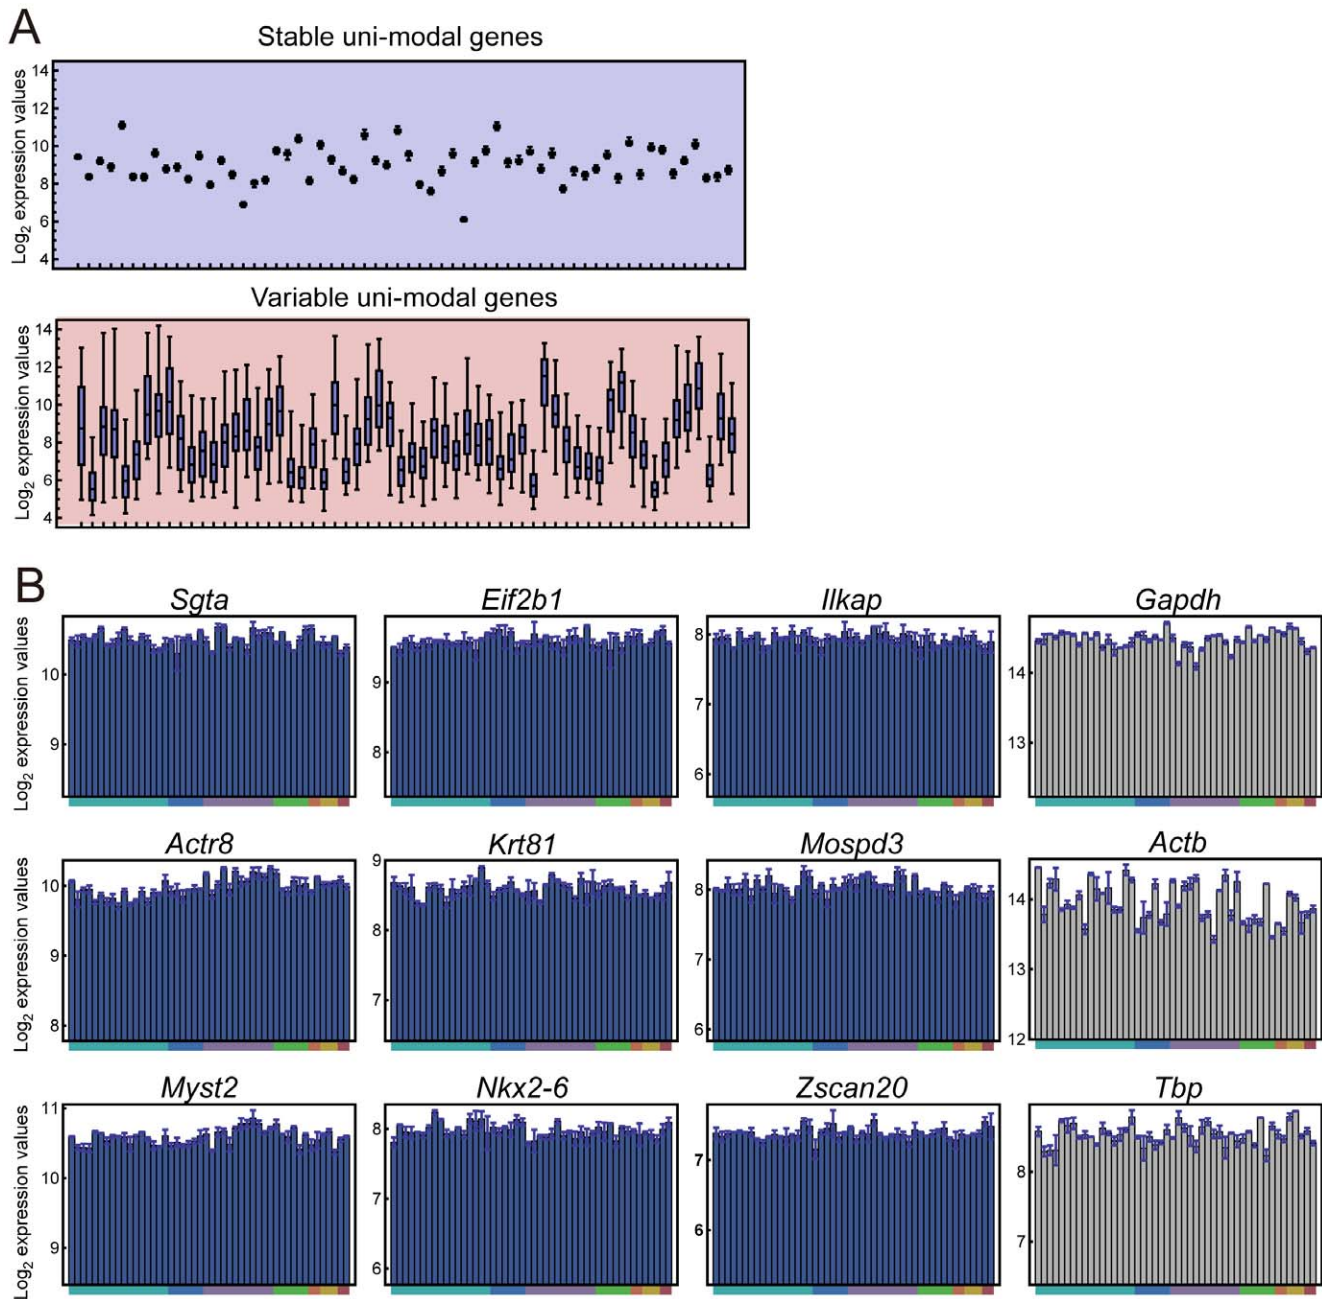 A
Stable uni-modal genes
Log2 expression values
14
12
10
8
6
4
Variable uni-modal genes
Log2 expression values
14
12
10
8
6
4
B
Sgta
Eif2b1
Ilkap
Gapdh
Log2 expression values
10
9
9
8
8
7
6
14
13
Actr8
Krt81
Mospd3
Actb
Log2 expression values
10
9
8
9
8
7
8
7
6
14
13
12
Myst2
Nkx2-6
Zscan20
Tbp
Log2 expression values
11
10
9
8
7
6
7
6
8
7